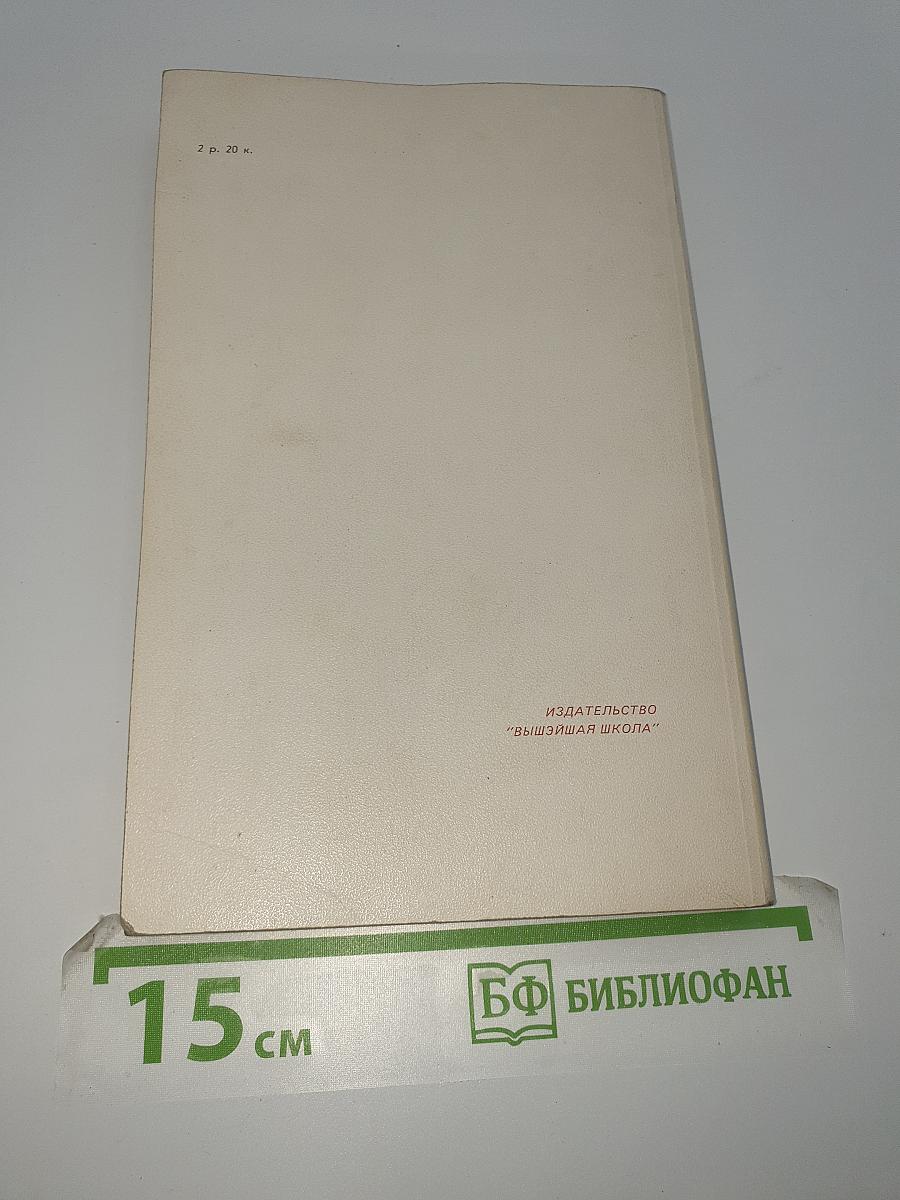 2 р. 20 к.
ИЗДАТЕЛЬСТВО
"ВЫШЭЙШАЯ ШКОЛА"
15 см
БФ БИБЛИОФАН